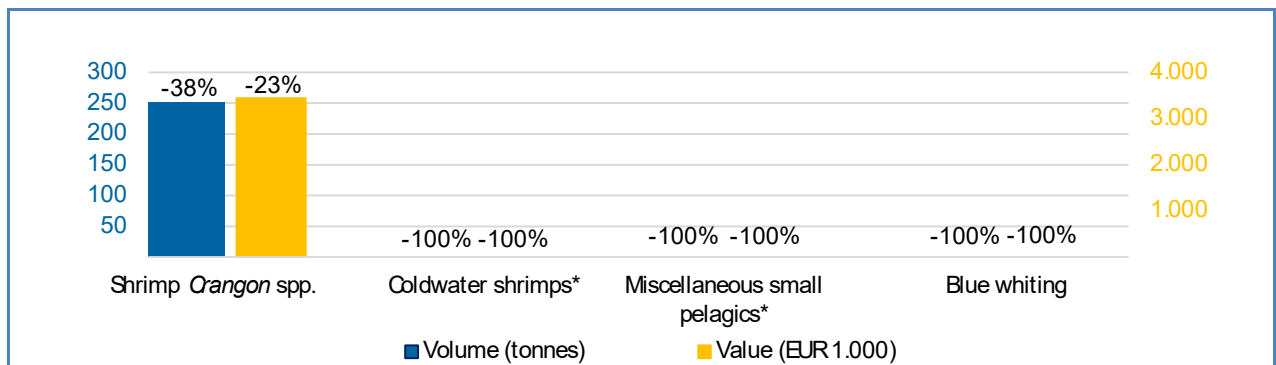 300
250
200
150
100
50
4.000
3.000
2.000
1.000
-38% -23%
-100% -100%
-100% -100%
-100% -100%
Shrimp Crangon spp.
Coldwater shrimps*
Miscellaneous small
pelagics*
Blue whiting
Volume (tonnes)
Value (EUR 1.000)